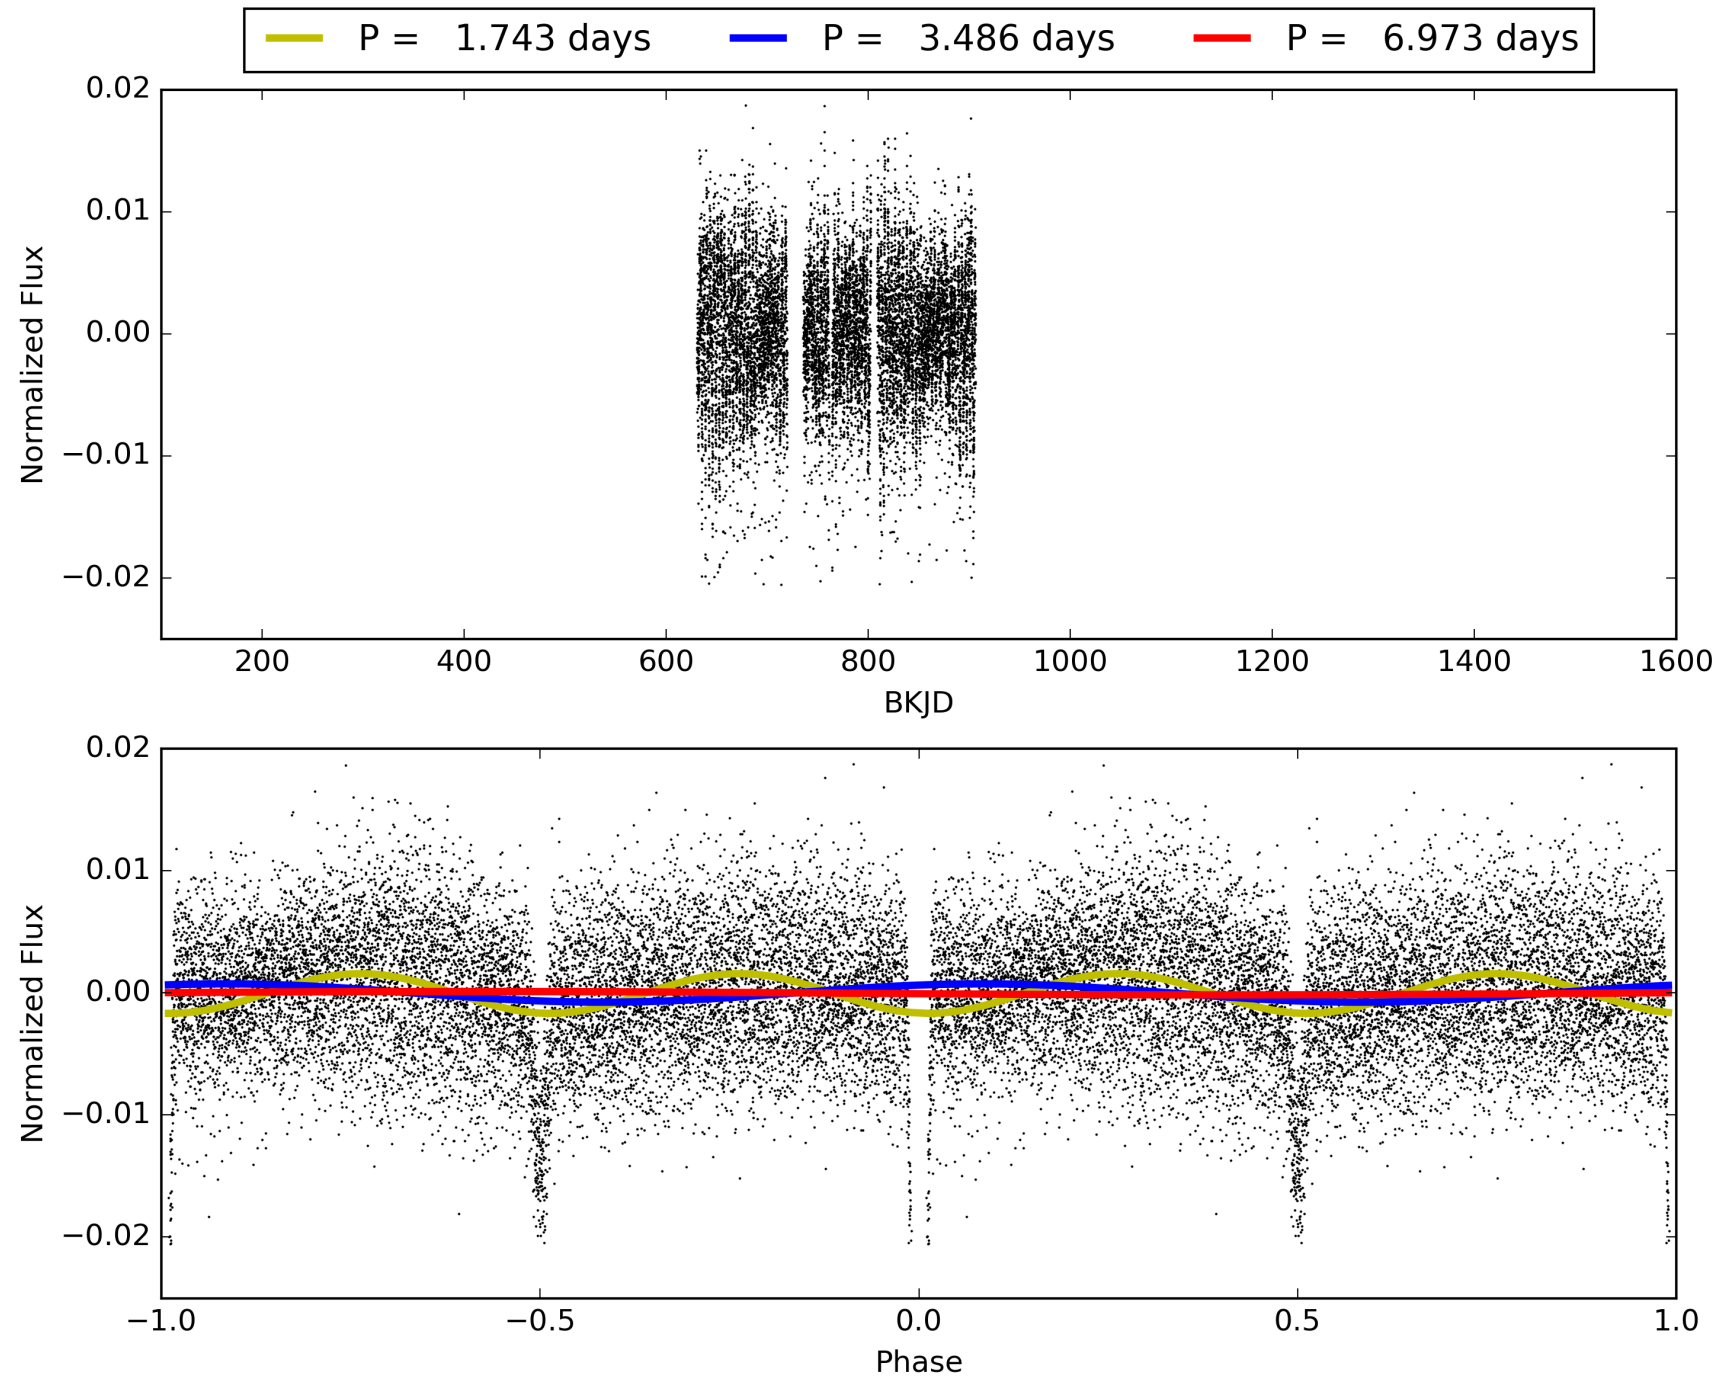 P = 1.743 days P = 3.486 days P = 6.973 days
0.02
0.01
0.00
−0.01
−0.02
Normalized Flux
200 400 600 800 1000 1200 1400 1600
BKJD
0.02
0.01
0.00
−0.01
−0.02
Normalized Flux
−1.0 −0.5 0.0 0.5 1.0
Phase